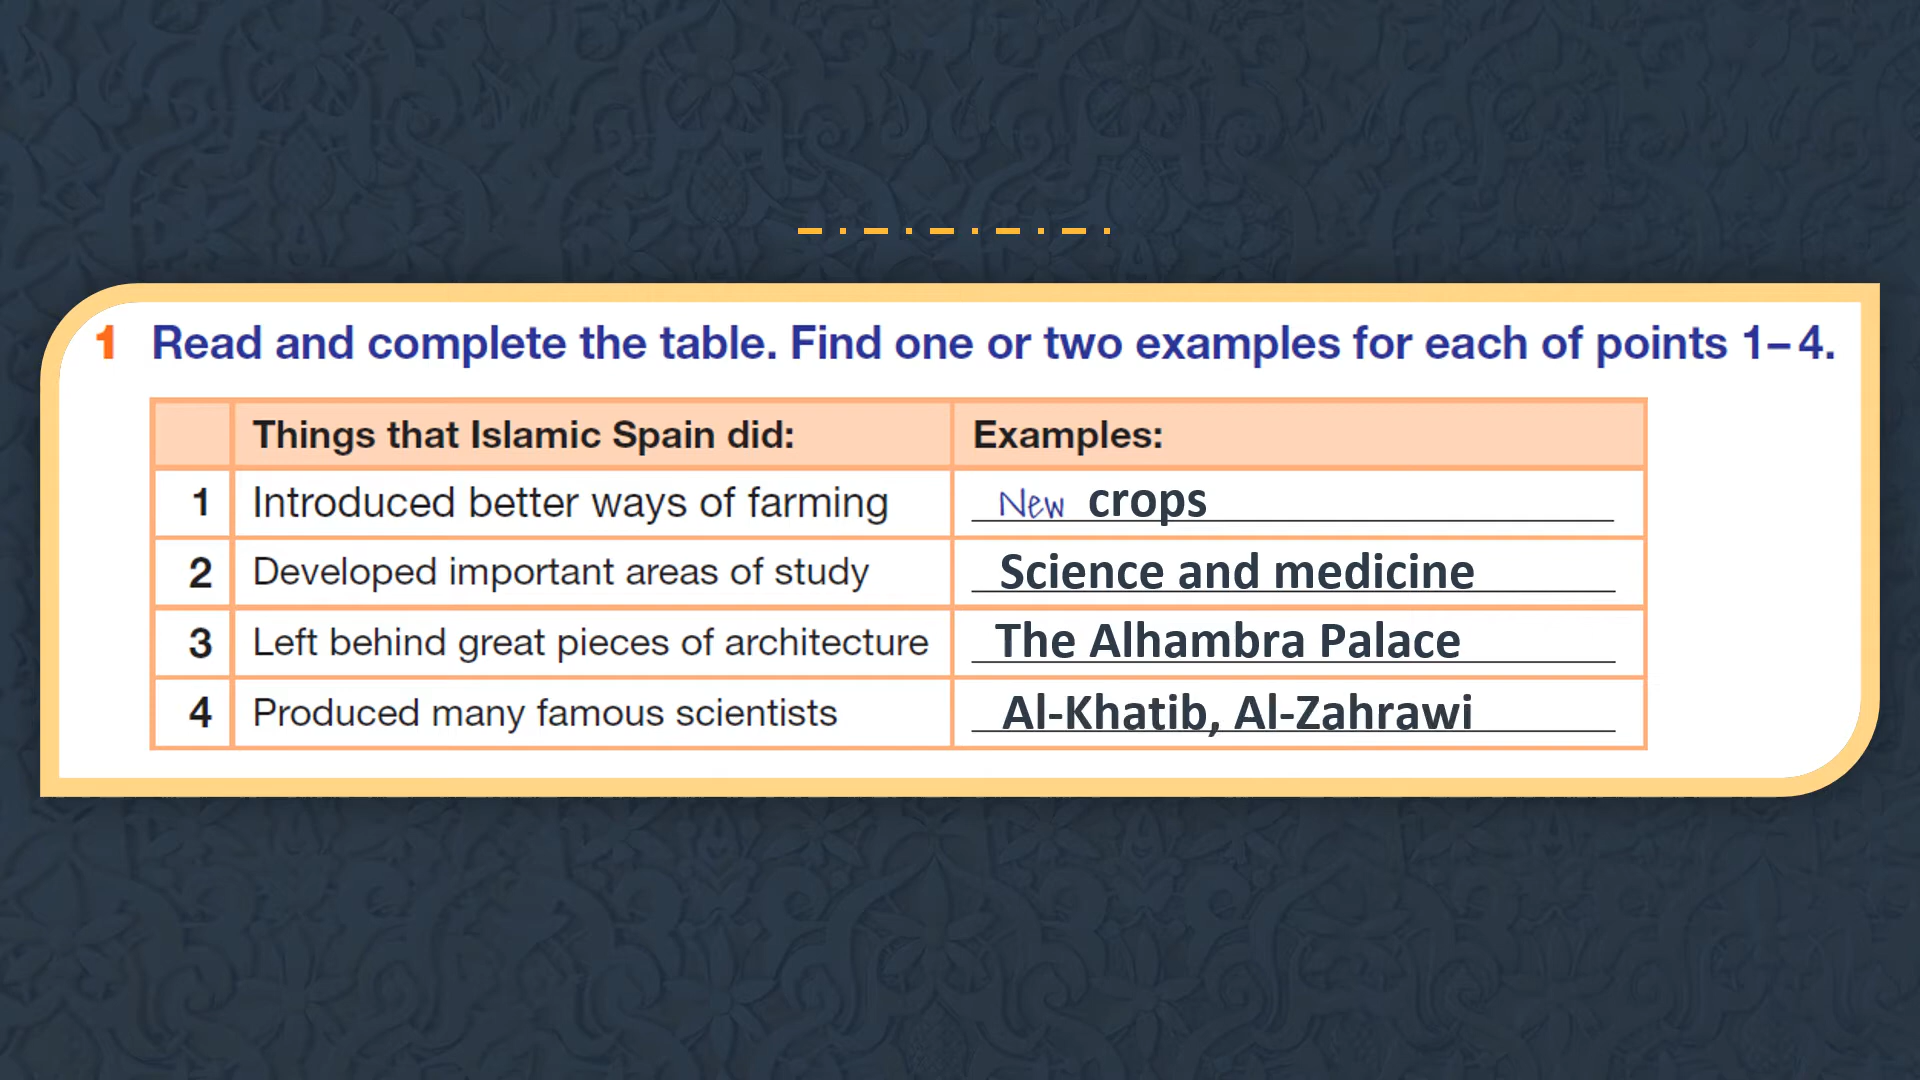 1 Read and complete the table. Find one or two examples for each of points 1–4.
Things that Islamic Spain did: Examples:
1 Introduced better ways of farming New crops
2 Developed important areas of study Science and medicine
3 Left behind great pieces of architecture The Alhambra Palace
4 Produced many famous scientists Al-Khatib, Al-Zahrawi